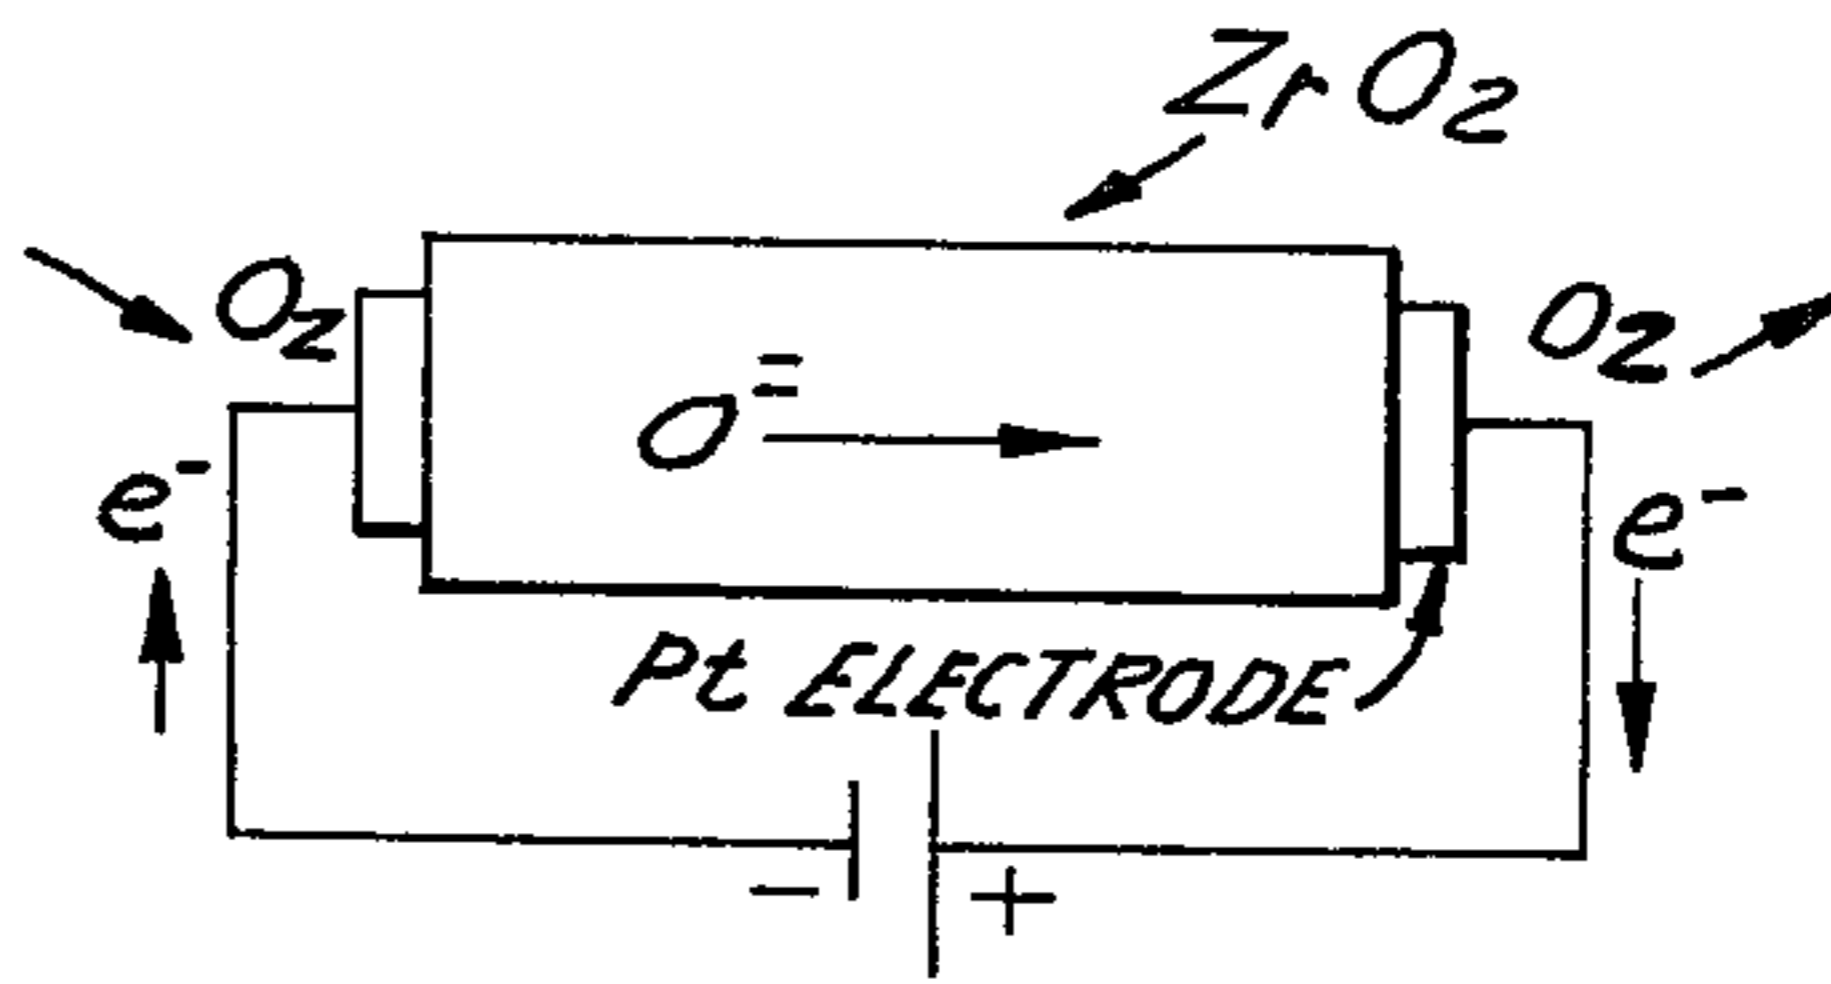 ZrO₂
O₂
O₂
O⁼
e⁻
e⁻
Pt ELECTRODE
− +